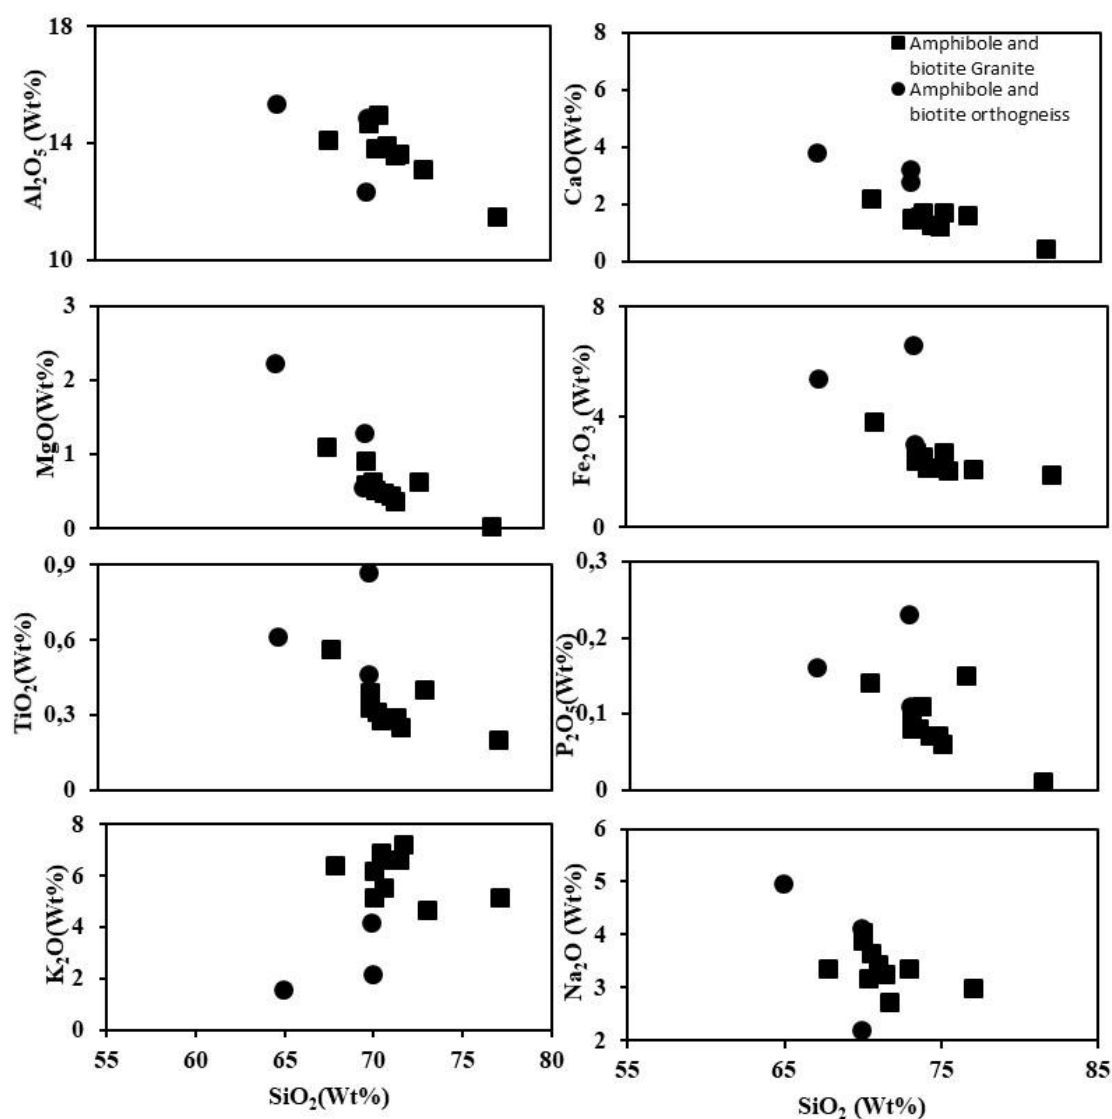 18
14
10
Al₂O₅ (Wt%)
8
6
4
2
0
CaO(Wt%)
Amphibole and
biotite Granite
Amphibole and
biotite orthogneiss
3
2
1
0
MgO(Wt%)
8
4
0
Fe₂O₃ (Wt%)
0,9
0,6
0,3
0
TiO₂(Wt%)
0,3
0,2
0,1
0
P₂O₅(Wt%)
8
6
4
2
0
K₂O(Wt%)
55 60 65 70 75 80
SiO₂(Wt%)
6
5
4
3
2
Na₂O (Wt%)
55 65 75 85
SiO₂ (Wt%)